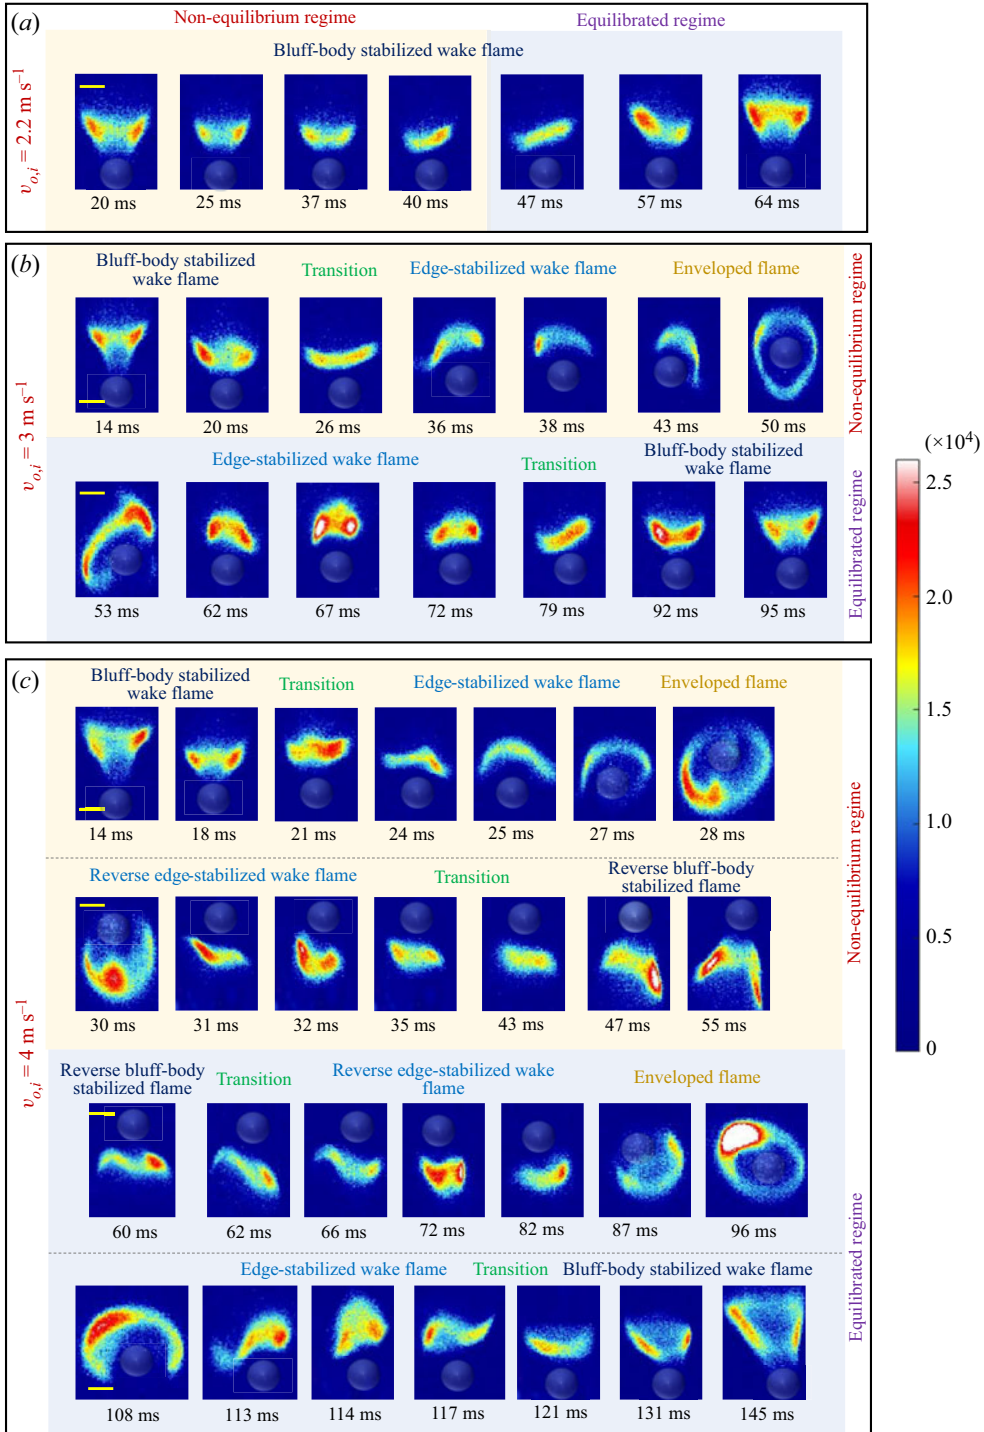 (a)
Non-equilibrium regime
Equilibrated regime
Bluff-body stabilized wake flame
v_{o,i} = 2.2 m s⁻¹
20 ms 25 ms 37 ms 40 ms 47 ms 57 ms 64 ms
(b)
Bluff-body stabilized
wake flame
Transition
Edge-stabilized wake flame
Enveloped flame
Non-equilibrium regime
14 ms 20 ms 26 ms 36 ms 38 ms 43 ms 50 ms
v_{o,i} = 3 m s⁻¹
Edge-stabilized wake flame
Transition
Bluff-body stabilized
wake flame
Equilibrated regime
53 ms 62 ms 67 ms 72 ms 79 ms 92 ms 95 ms
(×10⁴)
2.5
2.0
1.5
1.0
0.5
0
(c)
Bluff-body stabilized
wake flame
Transition
Edge-stabilized wake flame
Enveloped flame
14 ms 18 ms 21 ms 24 ms 25 ms 27 ms 28 ms
Non-equilibrium regime
Reverse edge-stabilized wake flame
Transition
Reverse bluff-body
stabilized flame
30 ms 31 ms 32 ms 35 ms 43 ms 47 ms 55 ms
v_{o,i} = 4 m s⁻¹
Reverse bluff-body
stabilized flame
Transition
Reverse edge-stabilized wake
flame
Enveloped flame
60 ms 62 ms 66 ms 72 ms 82 ms 87 ms 96 ms
Equilibrated regime
Edge-stabilized wake flame
Transition
Bluff-body stabilized wake flame
108 ms 113 ms 114 ms 117 ms 121 ms 131 ms 145 ms